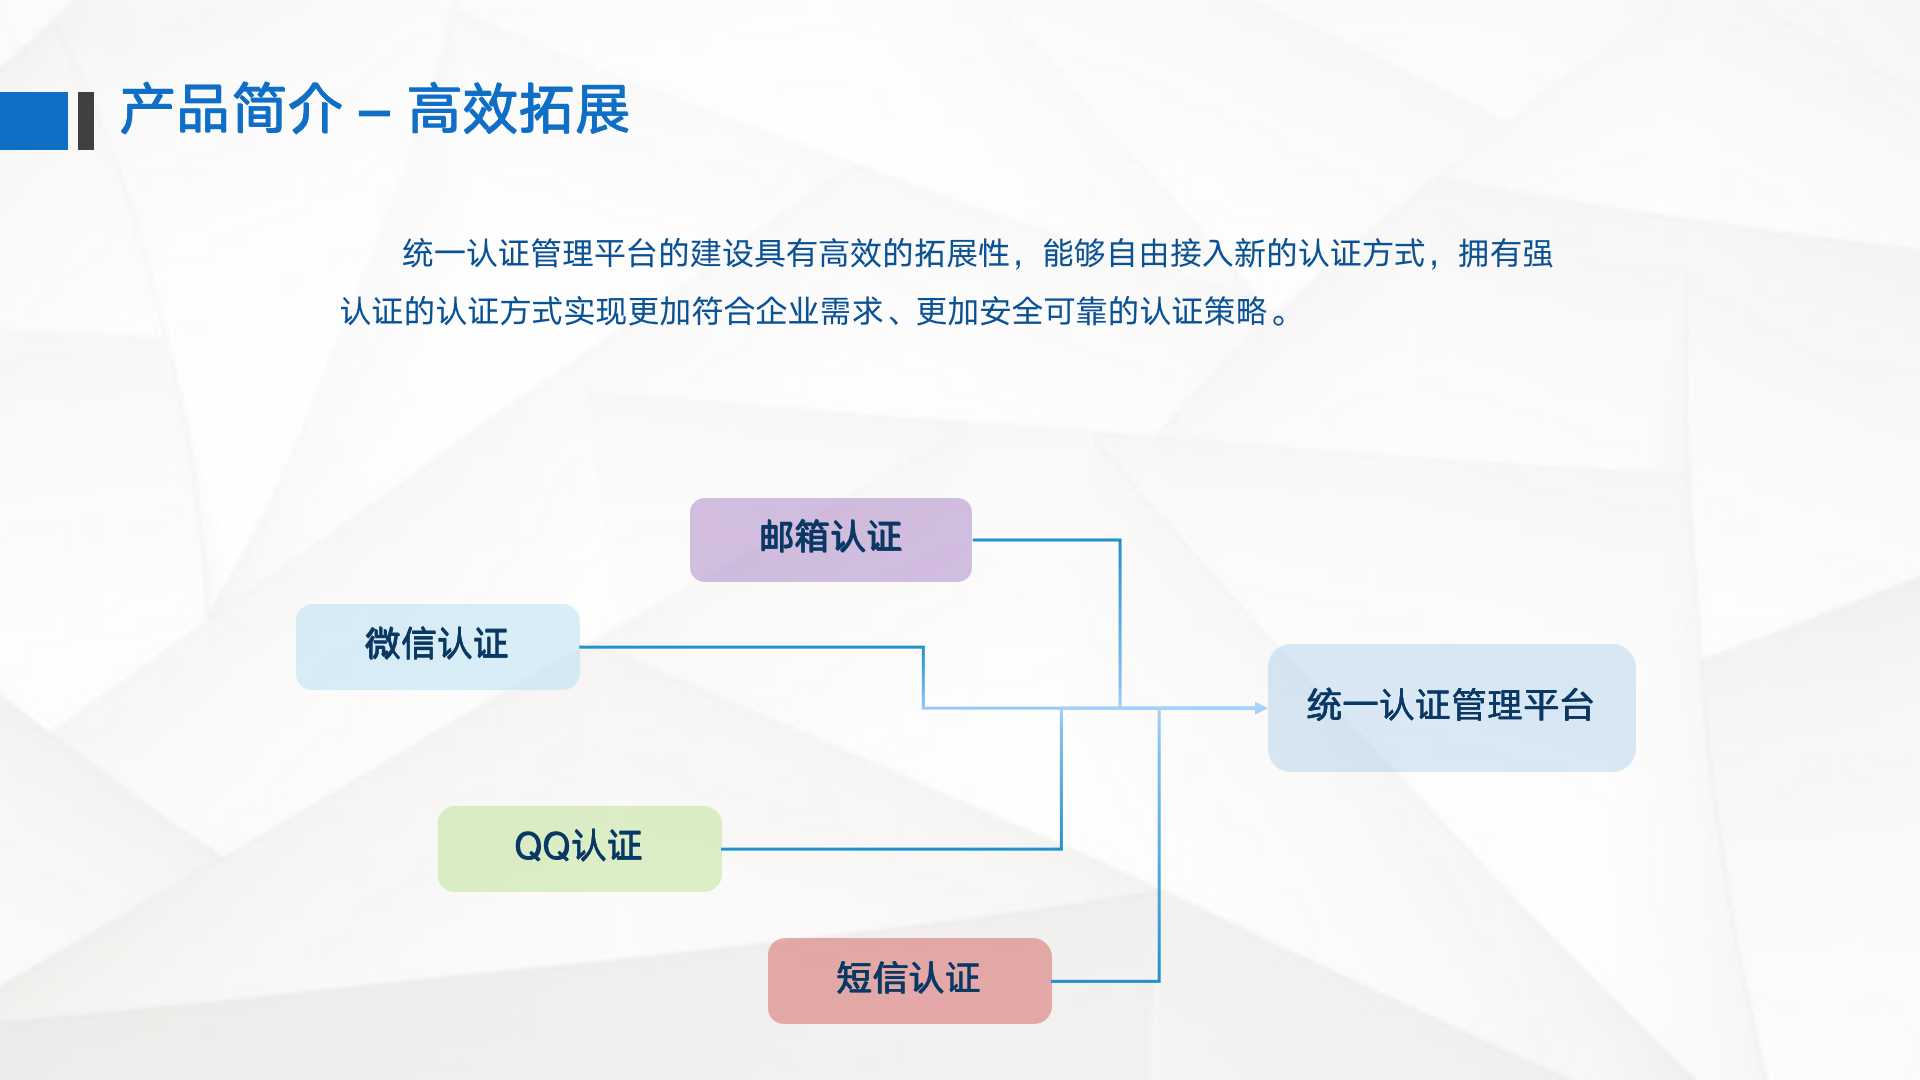 产品简介 – 高效拓展
统一认证管理平台的建设具有高效的拓展性，能够自由接入新的认证方式，拥有强
认证的认证方式实现更加符合企业需求、更加安全可靠的认证策略。
邮箱认证
微信认证
统一认证管理平台
QQ认证
短信认证